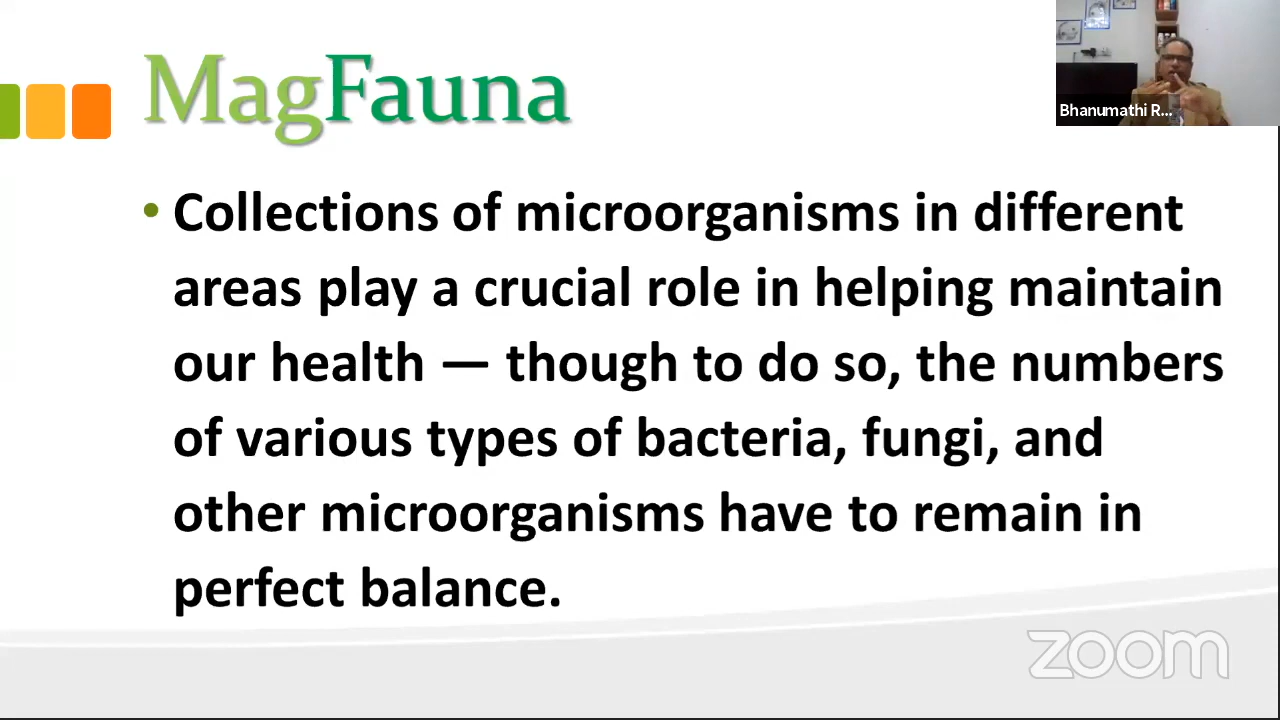 MagFauna
Bhanumathi R...
• Collections of microorganisms in different
areas play a crucial role in helping maintain
our health — though to do so, the numbers
of various types of bacteria, fungi, and
other microorganisms have to remain in
perfect balance.
zoom